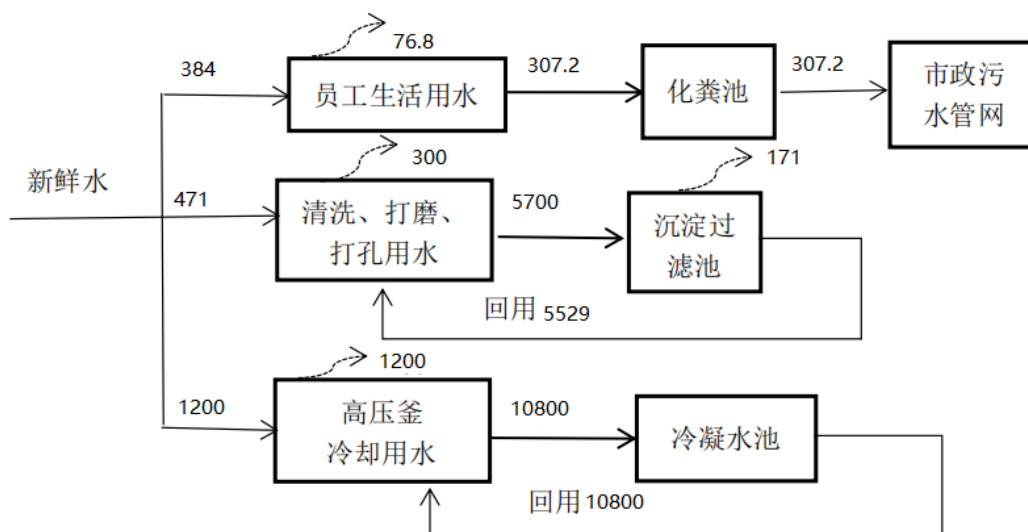 76.8
384
员工生活用水
307.2
化粪池
307.2
市政污
水管网
新鲜水
300
471
清洗、打磨、
打孔用水
5700
171
沉淀过
滤池
回用 5529
1200
1200
高压釜
冷却用水
10800
冷凝水池
回用 10800